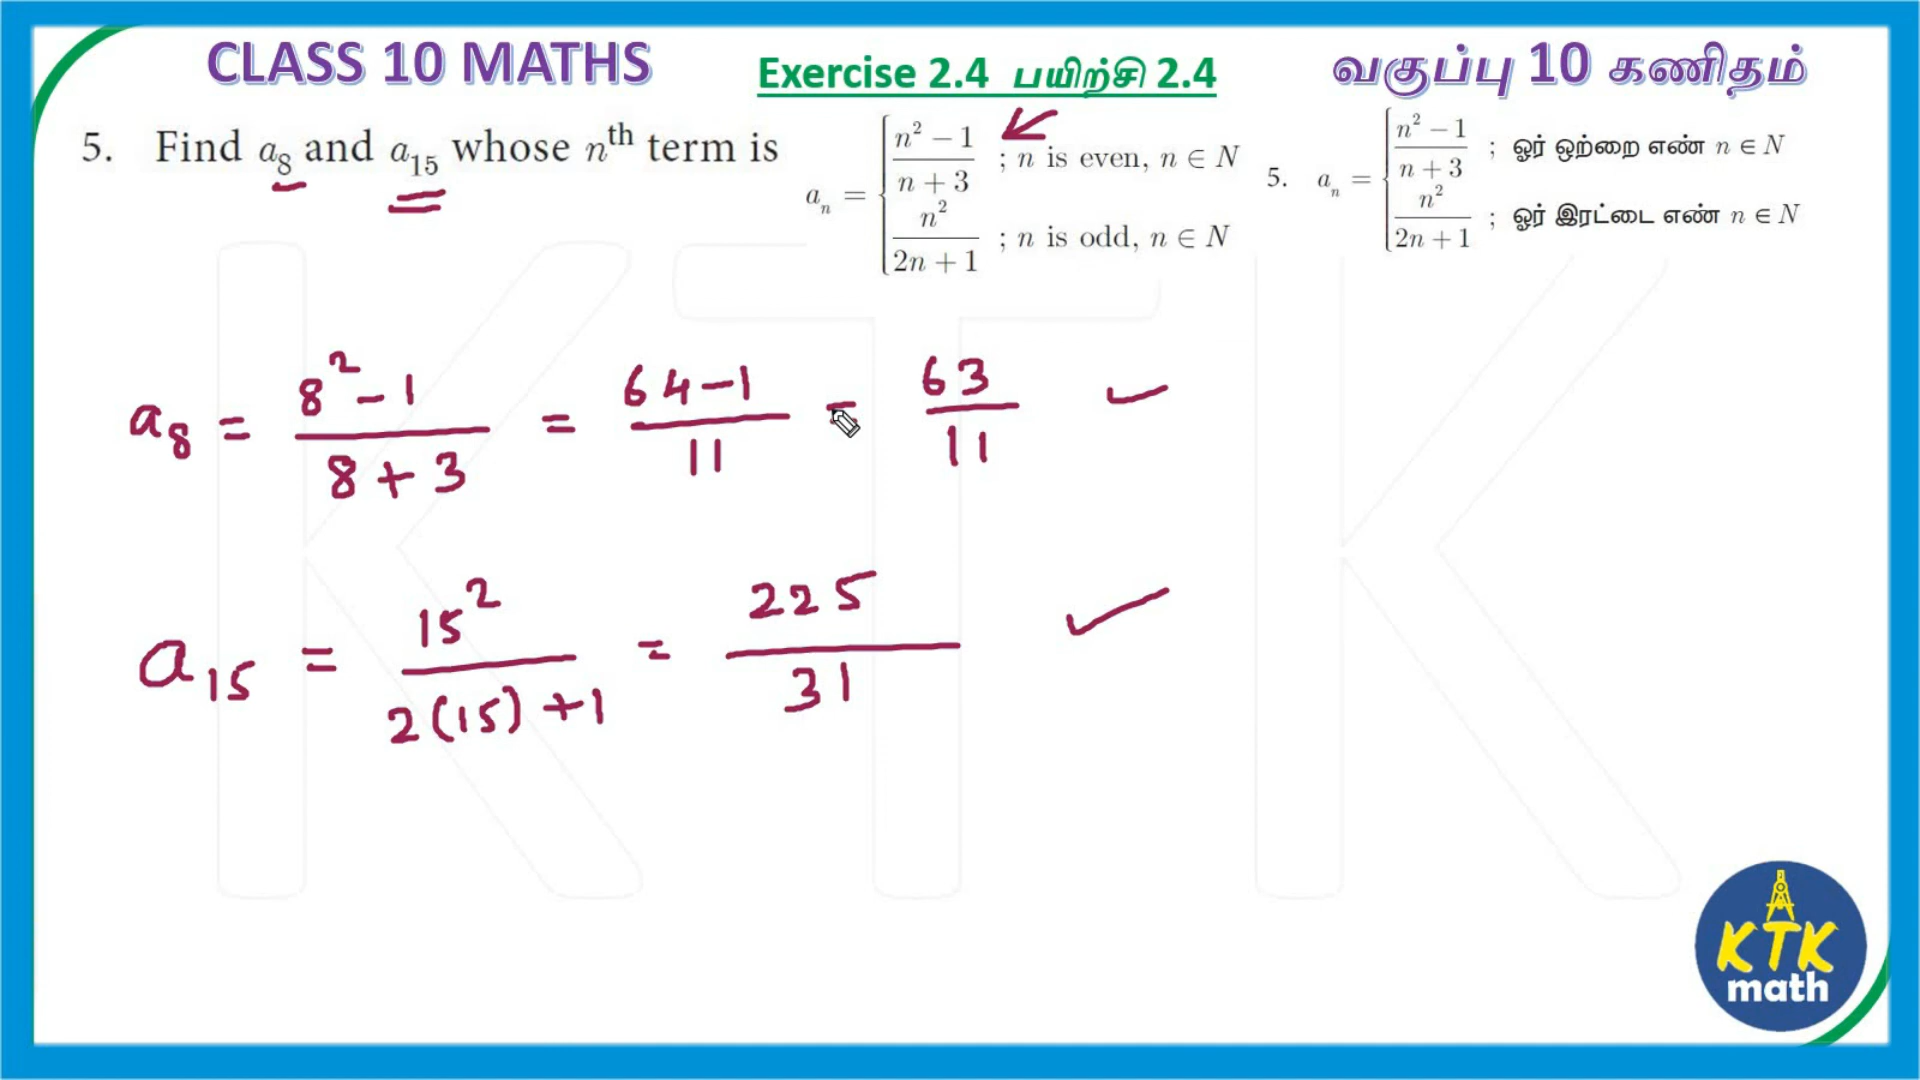 CLASS 10 MATHS
Exercise 2.4 பயிற்சி 2.4
வகுப்பு 10 கணிதம்
5. Find a₈ and a₁₅ whose nᵗʰ term is
aₙ = { (n² − 1)/(n + 3) ; n is even, n ∈ N
n²/(2n + 1) ; n is odd, n ∈ N
5. aₙ = { (n² − 1)/(n + 3) ; ஓர் ஒற்றை எண் n ∈ N
n²/(2n + 1) ; ஓர் இரட்டை எண் n ∈ N
a₈ = (8² − 1)/(8 + 3) = (64 − 1)/11 = 63/11
a₁₅ = 15²/(2(15) + 1) = 225/31
KTK
math